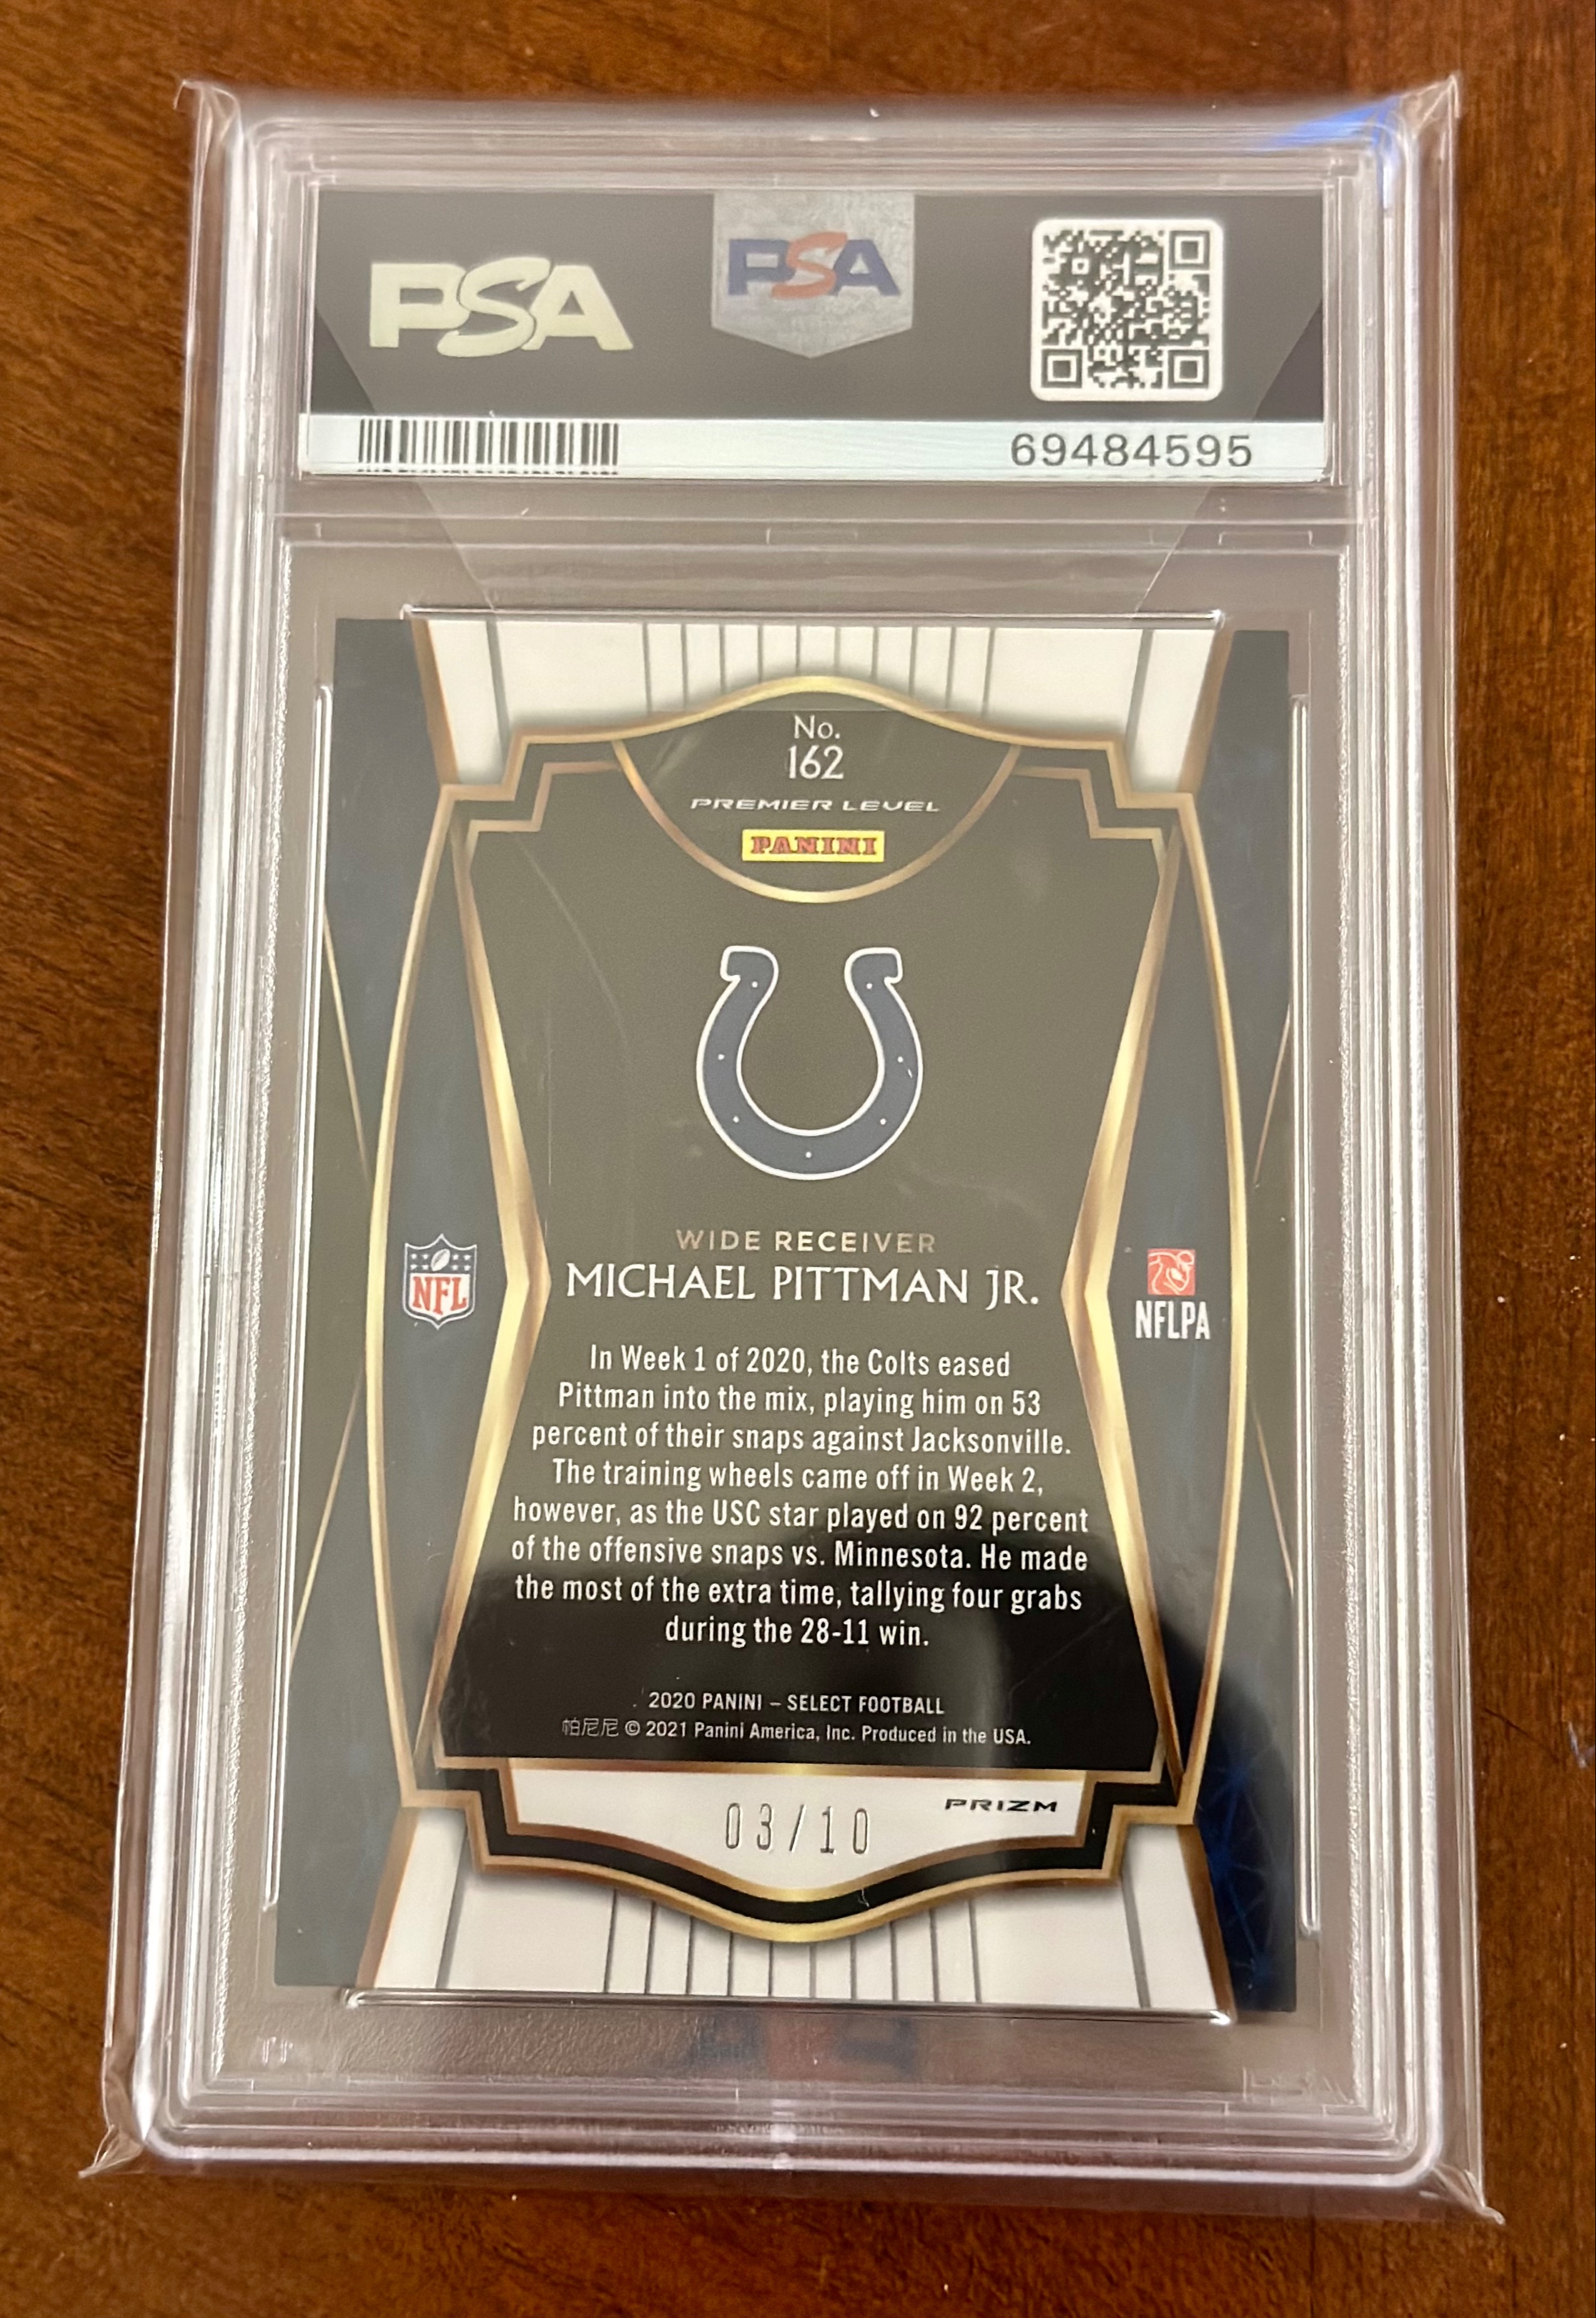 PSA
PSA
69484595
No.
162
PREMIER LEVEL
PANINI
WIDE RECEIVER
MICHAEL PITTMAN JR.
NFL
NFLPA
In Week 1 of 2020, the Colts eased
Pittman into the mix, playing him on 53
percent of their snaps against Jacksonville.
The training wheels came off in Week 2,
however, as the USC star played on 92 percent
of the offensive snaps vs. Minnesota. He made
the most of the extra time, tallying four grabs
during the 28-11 win.
2020 PANINI – SELECT FOOTBALL
帕尼尼 © 2021 Panini America, Inc. Produced in the USA.
PRIZM
03/10